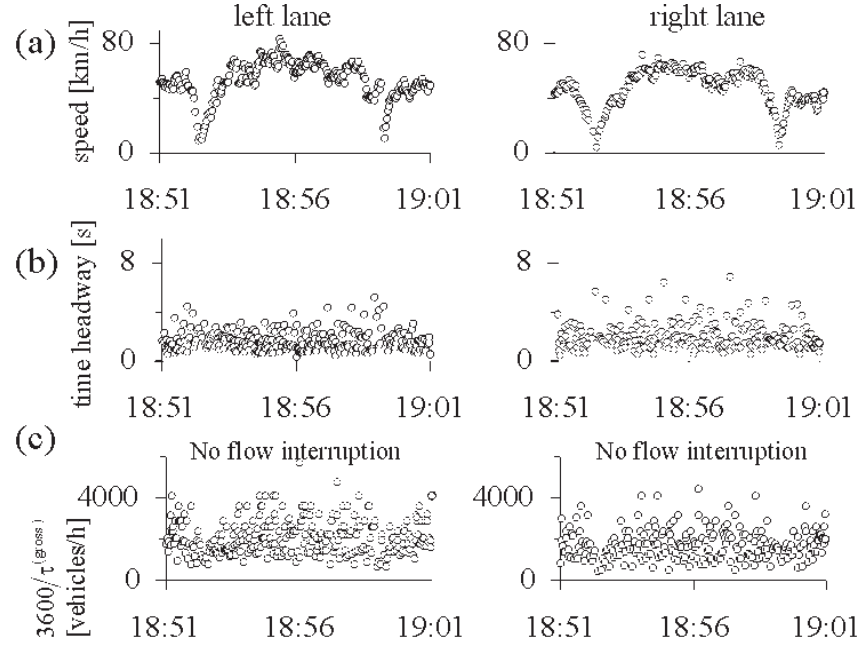 left lane
right lane
(a)
speed [km/h]
80
0
18:51
18:56
19:01
80
0
18:51
18:56
19:01
(b)
time headway [s]
8
0
18:51
18:56
19:01
8
0
18:51
18:56
19:01
(c)
3600/τ(gross)
[vehicles/h]
No flow interruption
4000
0
18:51
18:56
19:01
No flow interruption
4000
0
18:51
18:56
19:01